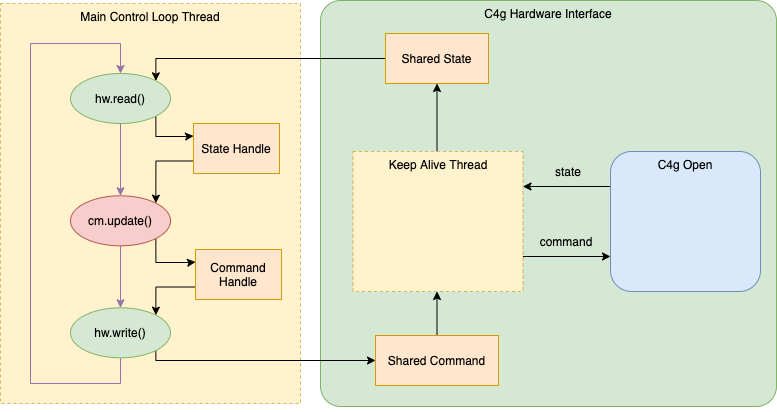 Main Control Loop Thread
C4g Hardware Interface
Shared State
hw.read()
State Handle
Keep Alive Thread
C4g Open
state
cm.update()
command
Command
Handle
hw.write()
Shared Command